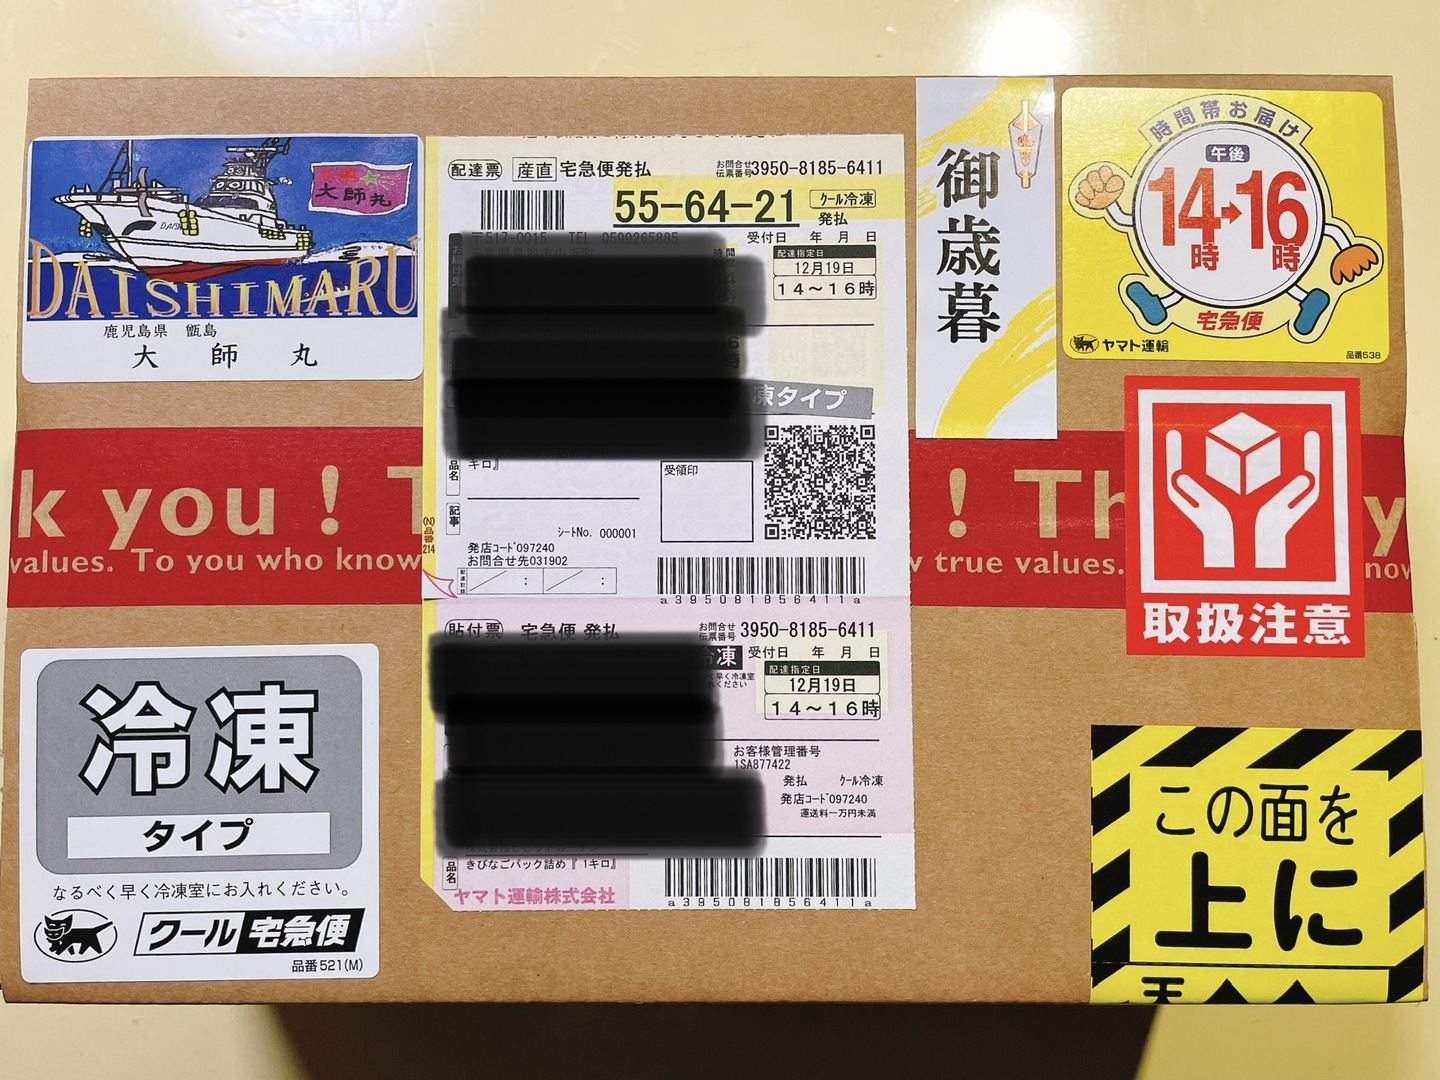 大師丸
DAISHIMARU
鹿児島県 甑島
大師丸
配達票 産直 宅急便発払
お問合せ
伝票番号 3950-8185-6411
55-64-21
クール冷凍
発払
受付日 年 月 日
配達指定日
12月19日
14〜16時
凍タイプ
キロ』
品名
受領印
記事
シートNo. 000001
発店コード097240
お問合せ先031902
a395081856411a
貼付票 宅急便 発払
お問合せ
伝票番号 3950-8185-6411
冷凍
受付日 年 月 日
配達指定日
12月19日
14〜16時
お客様管理番号
1SA877422
発払 クール冷凍
発店コード097240
運送料一万円未満
品名
きびなごパック詰め『1キロ』
ヤマト運輸株式会社
a395081856411a
御歳暮
時間帯お届け
午後
14時→16時
宅急便
ヤマト運輸
品番538
k you! T
values. To you who know
! Th
true values.
y
now
取扱注意
冷凍
タイプ
なるべく早く冷凍室にお入れください。
クール宅急便
品番521(M)
この面を
上に
天